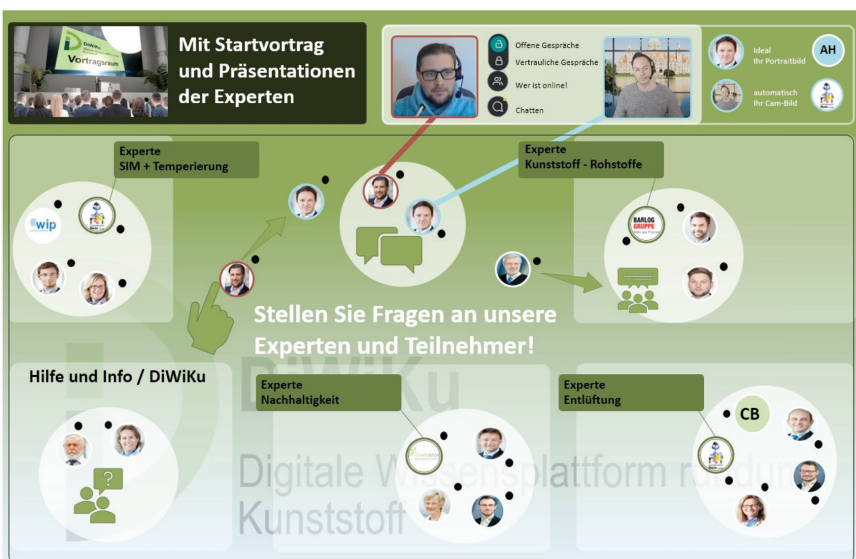 DiWiKu
Vortragsraum
Mit Startvortrag
und Präsentationen
der Experten
Offene Gespräche
Vertrauliche Gespräche
Wer ist online!
Chatten
Ideal
Ihr Portraitbild
AH
automatisch
Ihr Cam-Bild
Experte
SIM + Temperierung
Experte
Kunststoff - Rohstoffe
wip
BARLOG
GRUPPE
Stellen Sie Fragen an unsere
Experten und Teilnehmer!
Hilfe und Info / DiWiKu
Experte
Nachhaltigkeit
Experte
Entlüftung
CB
DiWiKu
Digitale Wissensplattform rundum
Kunststoff